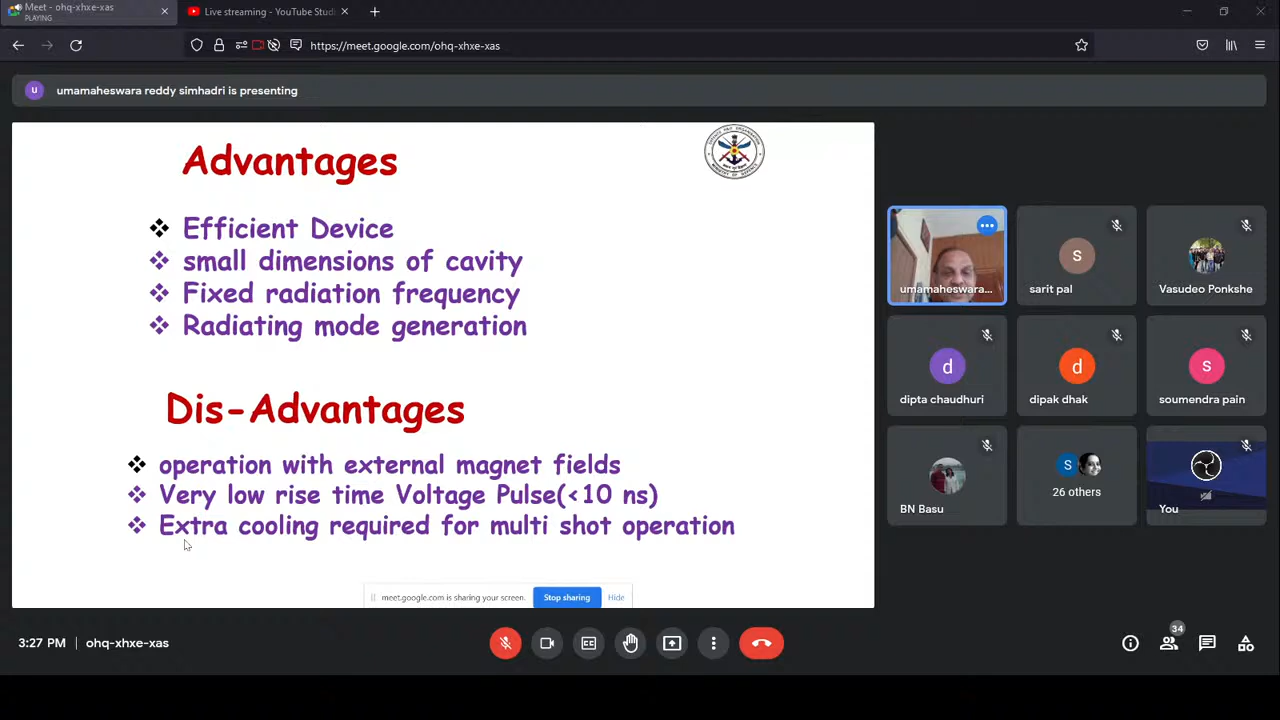 Meet - ohq-xhxe-xas
PLAYING
Live streaming - YouTube Studi
https://meet.google.com/ohq-xhxe-xas
u
umamaheswara reddy simhadri is presenting
Advantages
Efficient Device
small dimensions of cavity
Fixed radiation frequency
Radiating mode generation
Dis-Advantages
operation with external magnet fields
Very low rise time Voltage Pulse(<10 ns)
Extra cooling required for multi shot operation
meet.google.com is sharing your screen.
Stop sharing
Hide
umamaheswara...
s
sarit pal
Vasudeo Ponkshe
d
dipta chaudhuri
d
dipak dhak
s
soumendra pain
BN Basu
S
26 others
You
3:27 PM
ohq-xhxe-xas
CC
34